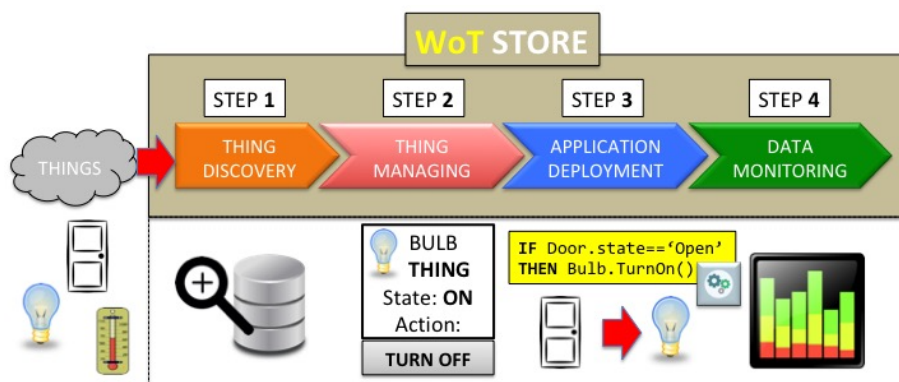 WoT STORE
STEP 1
STEP 2
STEP 3
STEP 4
THINGS
THING
DISCOVERY
THING
MANAGING
APPLICATION
DEPLOYMENT
DATA
MONITORING
BULB
THING
State: ON
Action:
TURN OFF
IF Door.state==‘Open’
THEN Bulb.TurnOn()